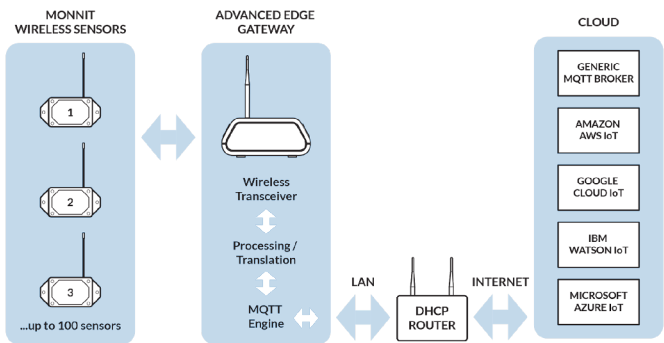 MONNIT
WIRELESS SENSORS
1
2
3
...up to 100 sensors
ADVANCED EDGE
GATEWAY
Wireless
Transceiver
Processing /
Translation
MQTT
Engine
LAN
DHCP
ROUTER
INTERNET
CLOUD
GENERIC
MQTT BROKER
AMAZON
AWS IoT
GOOGLE
CLOUD IoT
IBM
WATSON IoT
MICROSOFT
AZURE IoT